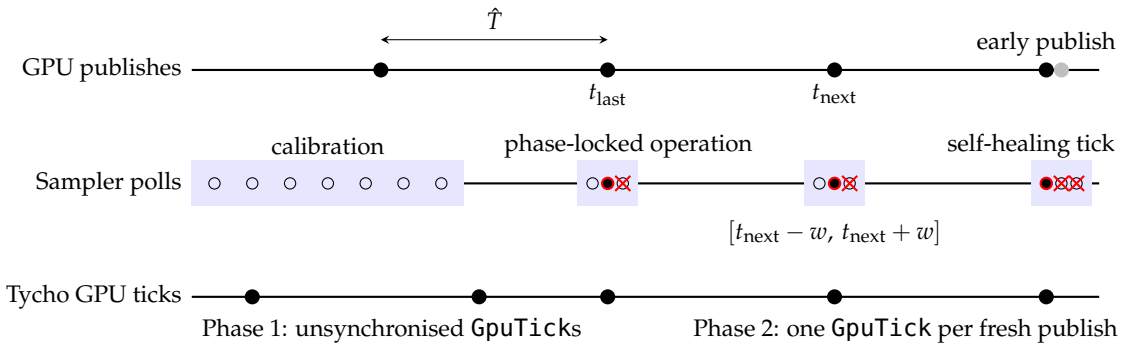 T̂
early publish
GPU publishes
t_last
t_next
calibration
phase-locked operation
self-healing tick
Sampler polls
[t_next − w, t_next + w]
Tycho GPU ticks
Phase 1: unsynchronised GpuTicks
Phase 2: one GpuTick per fresh publish